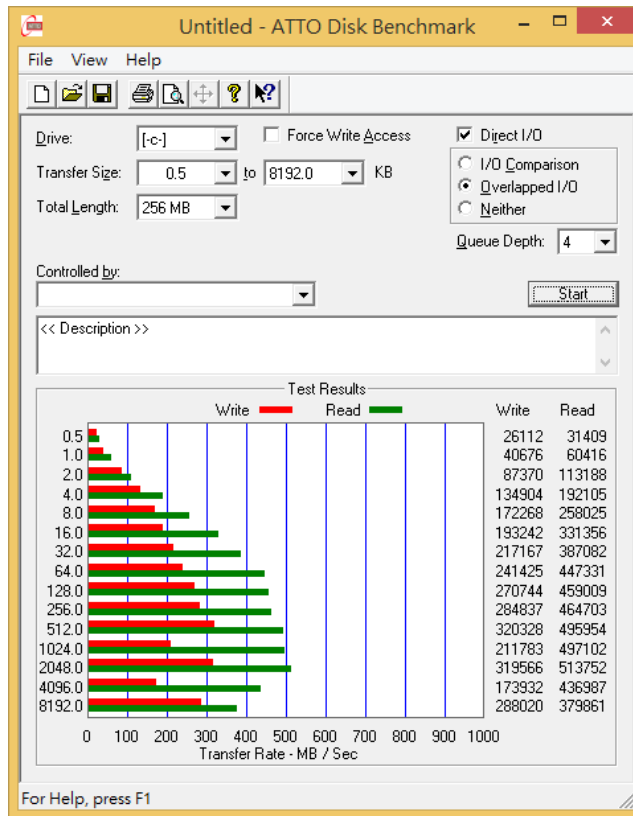 Untitled - ATTO Disk Benchmark
File View Help
Drive: [-c-] Force Write Access Direct I/O
Transfer Size: 0.5 to 8192.0 KB I/O Comparison
Overlapped I/O
Total Length: 256 MB Neither
Queue Depth: 4
Controlled by:
Start
<< Description >>
Test Results
Write Read Write Read
0.5 26112 31409
1.0 40676 60416
2.0 87370 113188
4.0 134904 192105
8.0 172268 258025
16.0 193242 331356
32.0 217167 387082
64.0 241425 447331
128.0 270744 459009
256.0 284837 464703
512.0 320328 495954
1024.0 211783 497102
2048.0 319566 513752
4096.0 173932 436987
8192.0 288020 379861
0 100 200 300 400 500 600 700 800 900 1000
Transfer Rate - MB / Sec
For Help, press F1